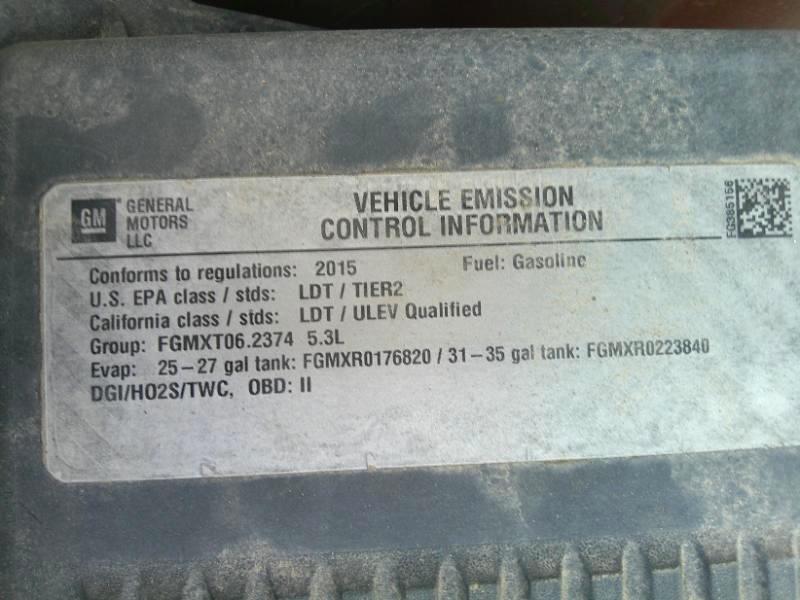 GM GENERAL MOTORS LLC
VEHICLE EMISSION
CONTROL INFORMATION
FG385156
Conforms to regulations: 2015 Fuel: Gasoline
U.S. EPA class / stds: LDT / TIER2
California class / stds: LDT / ULEV Qualified
Group: FGMXT06.2374 5.3L
Evap: 25-27 gal tank: FGMXR0176820 / 31-35 gal tank: FGMXR0223840
DGI/HO2S/TWC, OBD: II